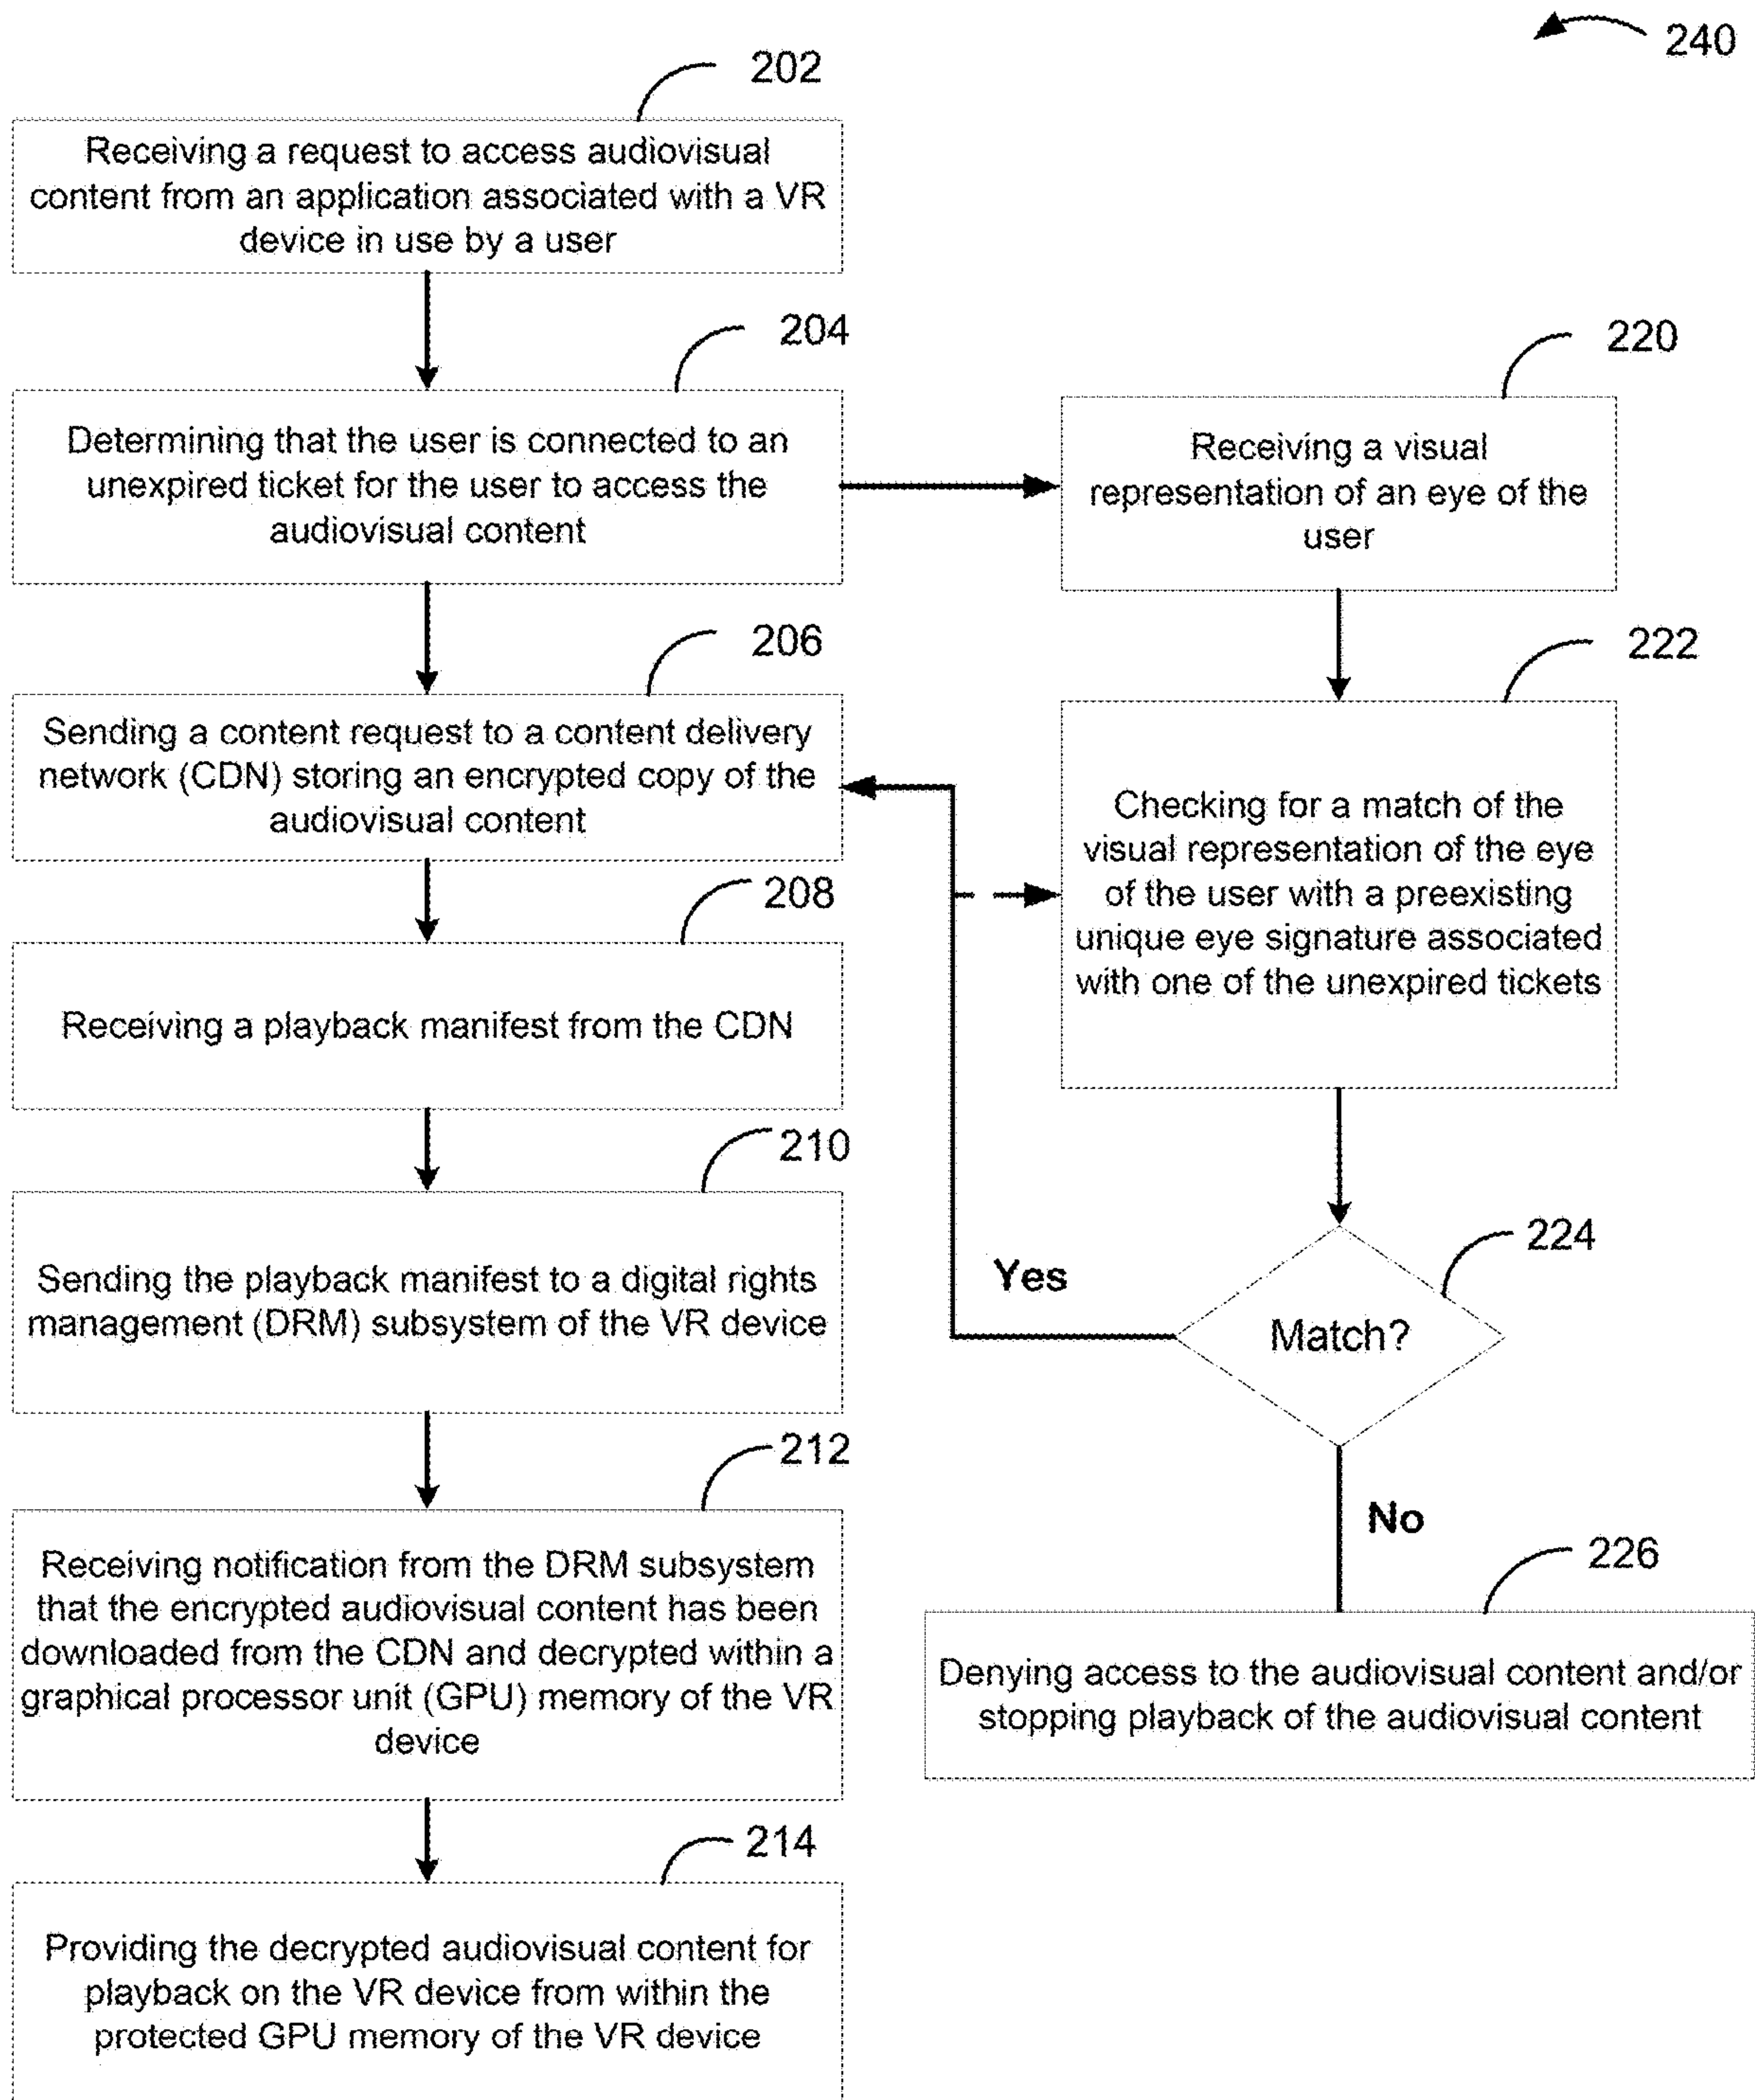 240
202
Receiving a request to access audiovisual
content from an application associated with a VR
device in use by a user
204
Determining that the user is connected to an
unexpired ticket for the user to access the
audiovisual content
220
Receiving a visual
representation of an eye of the
user
206
Sending a content request to a content delivery
network (CDN) storing an encrypted copy of the
audiovisual content
222
Checking for a match of the
visual representation of the eye
of the user with a preexisting
unique eye signature associated
with one of the unexpired tickets
208
Receiving a playback manifest from the CDN
210
Sending the playback manifest to a digital rights
management (DRM) subsystem of the VR device
224
Match?
Yes
No
212
Receiving notification from the DRM subsystem
that the encrypted audiovisual content has been
downloaded from the CDN and decrypted within a
graphical processor unit (GPU) memory of the VR
device
226
Denying access to the audiovisual content and/or
stopping playback of the audiovisual content
214
Providing the decrypted audiovisual content for
playback on the VR device from within the
protected GPU memory of the VR device